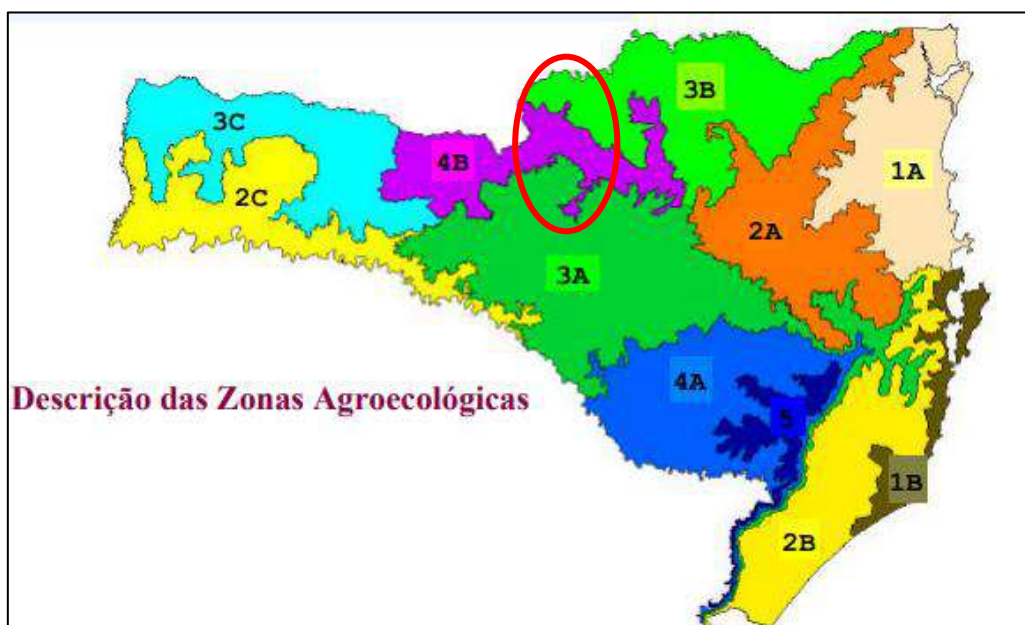 3B
3C
4B
1A
2C
2A
3A
4A
Descrição das Zonas Agroecológicas
5
1B
2B